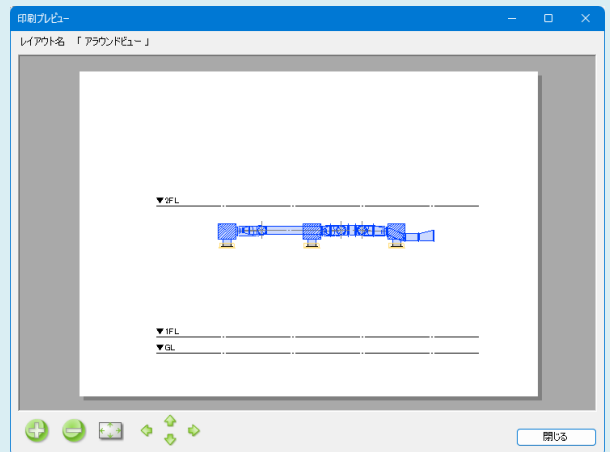 印刷プレビュー
レイアウト名 「 アラウンドビュー 」
▼2FL
▼1FL
▼GL
閉じる